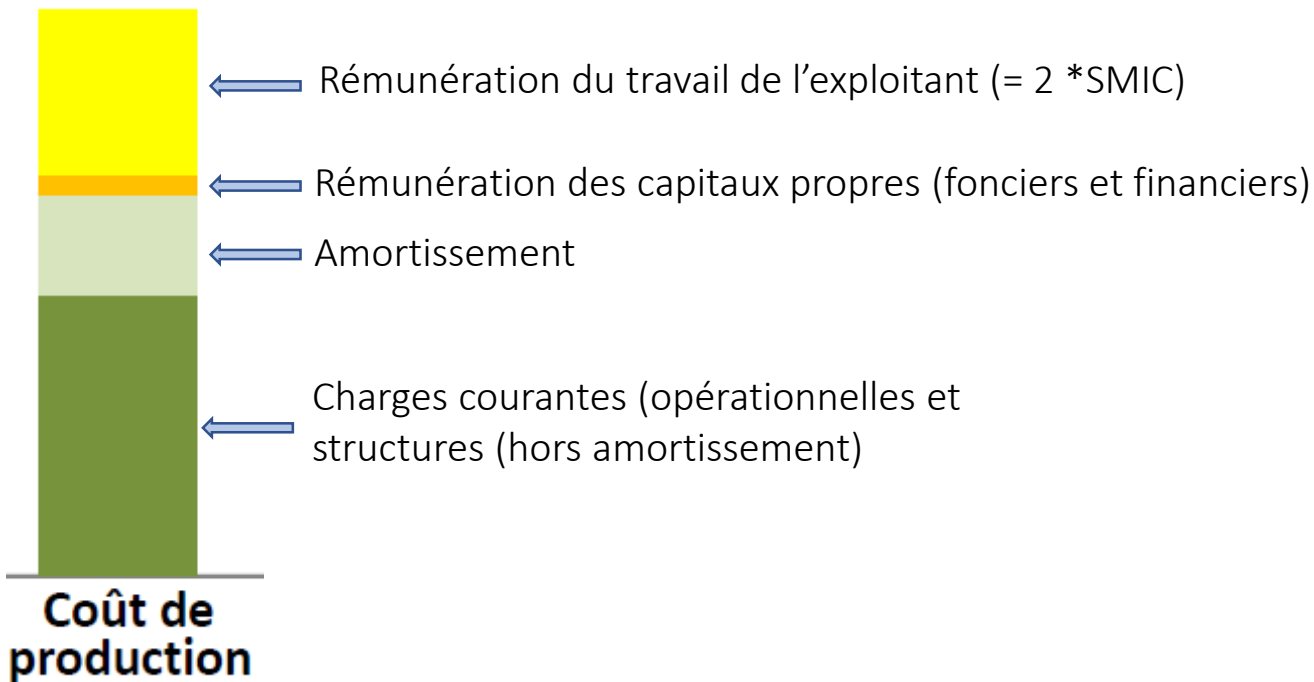 Rémunération du travail de l’exploitant (= 2 *SMIC)
Rémunération des capitaux propres (fonciers et financiers)
Amortissement
Charges courantes (opérationnelles et
structures (hors amortissement)
Coût de
production